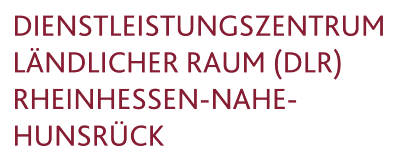 DIENSTLEISTUNGSZENTRUM
LÄNDLICHER RAUM (DLR)
RHEINHESSEN-NAHE-
HUNSRÜCK